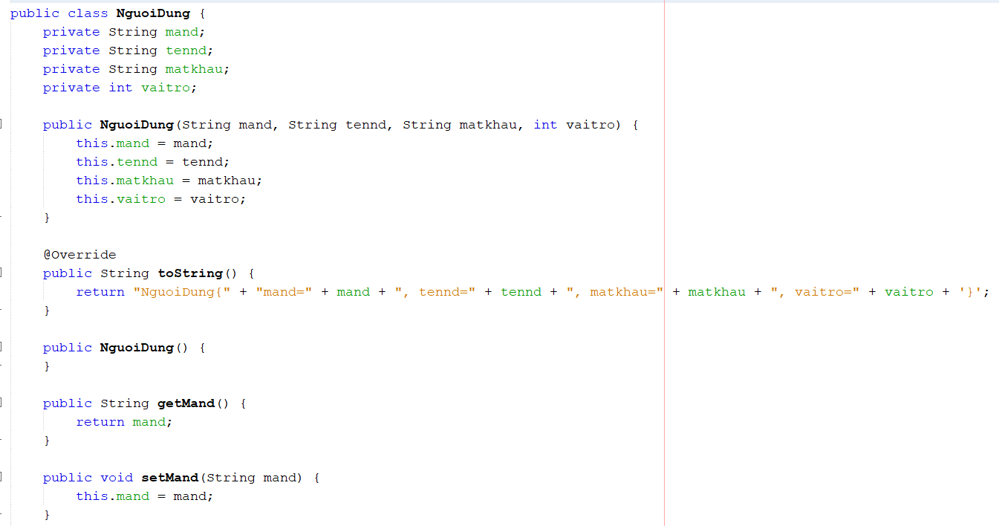 public class NguoiDung {
    private String mand;
    private String tennd;
    private String matkhau;
    private int vaitro;

    public NguoiDung(String mand, String tennd, String matkhau, int vaitro) {
        this.mand = mand;
        this.tennd = tennd;
        this.matkhau = matkhau;
        this.vaitro = vaitro;
    }

    @Override
    public String toString() {
        return "NguoiDung{" + "mand=" + mand + ", tennd=" + tennd + ", matkhau=" + matkhau + ", vaitro=" + vaitro + '}';
    }

    public NguoiDung() {
    }

    public String getMand() {
        return mand;
    }

    public void setMand(String mand) {
        this.mand = mand;
    }